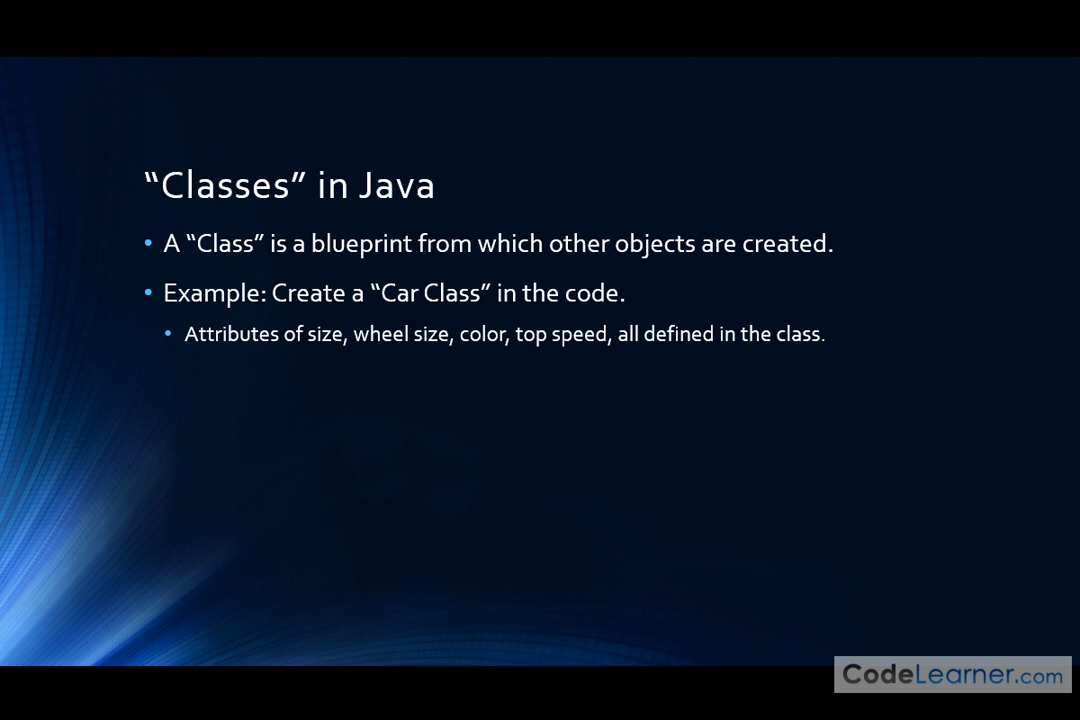 “Classes” in Java
• A “Class” is a blueprint from which other objects are created.
• Example: Create a “Car Class” in the code.
• Attributes of size, wheel size, color, top speed, all defined in the class.
CodeLearner.com